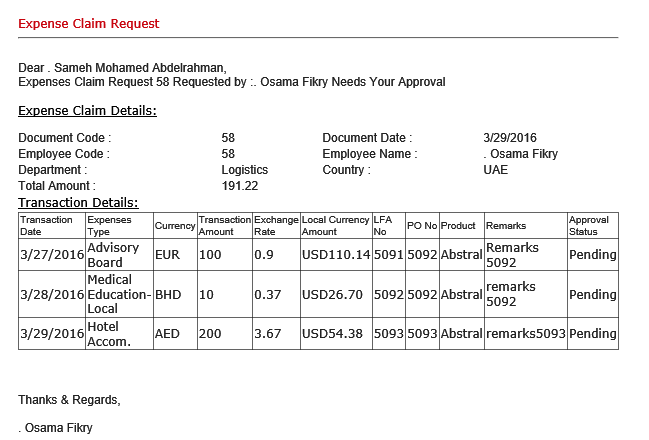 Expense Claim Request
Dear . Sameh Mohamed Abdelrahman,
Expenses Claim Request 58 Requested by :. Osama Fikry Needs Your Approval
Expense Claim Details:
Document Code : 58 Document Date : 3/29/2016
Employee Code : 58 Employee Name : . Osama Fikry
Department : Logistics Country : UAE
Total Amount : 191.22
Transaction Details:
Transaction Date Expenses Type Currency Transaction Amount Exchange Rate Local Currency Amount LFA No PO No Product Remarks Approval Status
3/27/2016 Advisory Board EUR 100 0.9 USD110.14 5091 5092 Abstral Remarks 5092 Pending
3/28/2016 Medical Education-Local BHD 10 0.37 USD26.70 5092 5092 Abstral remarks 5092 Pending
3/29/2016 Hotel Accom. AED 200 3.67 USD54.38 5093 5093 Abstral remarks5093 Pending
Thanks & Regards,
. Osama Fikry